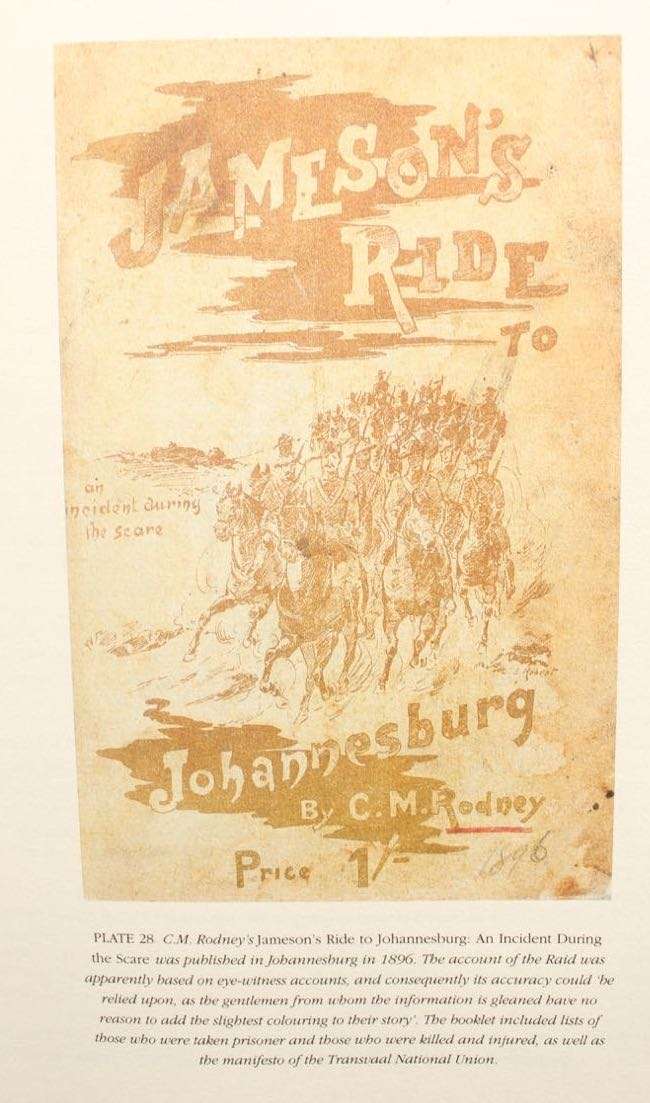 JAMESON'S
RIDE
TO
an
incident during
the scare
Johannesburg
By C. M. Rodney
Price 1/-
1896
PLATE 28 C.M. Rodney's Jameson's Ride to Johannesburg: An Incident During
the Scare was published in Johannesburg in 1896. The account of the Raid was
apparently based on eye-witness accounts, and consequently its accuracy could 'be
relied upon, as the gentlemen from whom the information is gleaned have no
reason to add the slightest colouring to their story'. The booklet included lists of
those who were taken prisoner and those who were killed and injured, as well as
the manifesto of the Transvaal National Union.